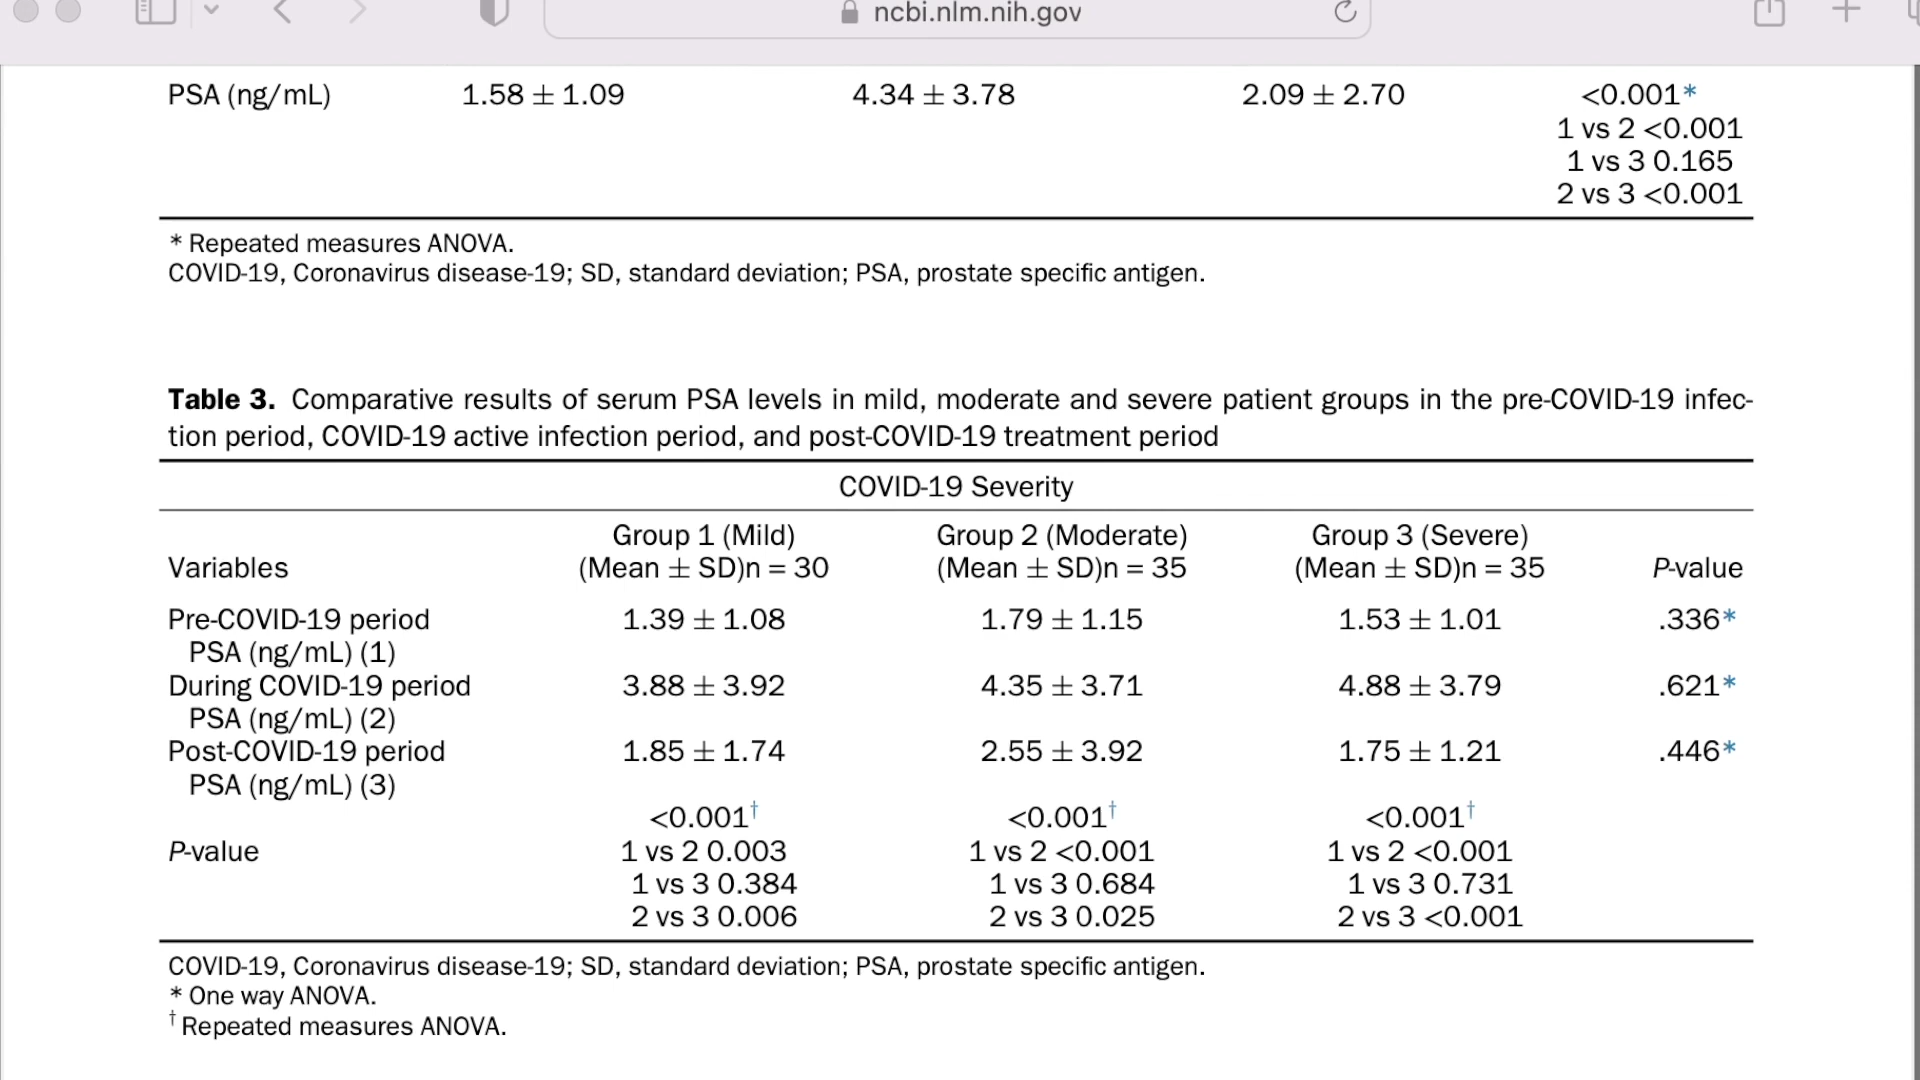 ncbi.nlm.nih.gov
PSA (ng/mL) 1.58 ± 1.09 4.34 ± 3.78 2.09 ± 2.70 <0.001*
1 vs 2 <0.001
1 vs 3 0.165
2 vs 3 <0.001
* Repeated measures ANOVA.
COVID-19, Coronavirus disease-19; SD, standard deviation; PSA, prostate specific antigen.
Table 3. Comparative results of serum PSA levels in mild, moderate and severe patient groups in the pre-COVID-19 infec-
tion period, COVID-19 active infection period, and post-COVID-19 treatment period
COVID-19 Severity
Group 1 (Mild) Group 2 (Moderate) Group 3 (Severe)
Variables (Mean ± SD)n = 30 (Mean ± SD)n = 35 (Mean ± SD)n = 35 P-value
Pre-COVID-19 period 1.39 ± 1.08 1.79 ± 1.15 1.53 ± 1.01 .336*
PSA (ng/mL) (1)
During COVID-19 period 3.88 ± 3.92 4.35 ± 3.71 4.88 ± 3.79 .621*
PSA (ng/mL) (2)
Post-COVID-19 period 1.85 ± 1.74 2.55 ± 3.92 1.75 ± 1.21 .446*
PSA (ng/mL) (3)
<0.001† <0.001† <0.001†
P-value 1 vs 2 0.003 1 vs 2 <0.001 1 vs 2 <0.001
1 vs 3 0.384 1 vs 3 0.684 1 vs 3 0.731
2 vs 3 0.006 2 vs 3 0.025 2 vs 3 <0.001
COVID-19, Coronavirus disease-19; SD, standard deviation; PSA, prostate specific antigen.
* One way ANOVA.
† Repeated measures ANOVA.